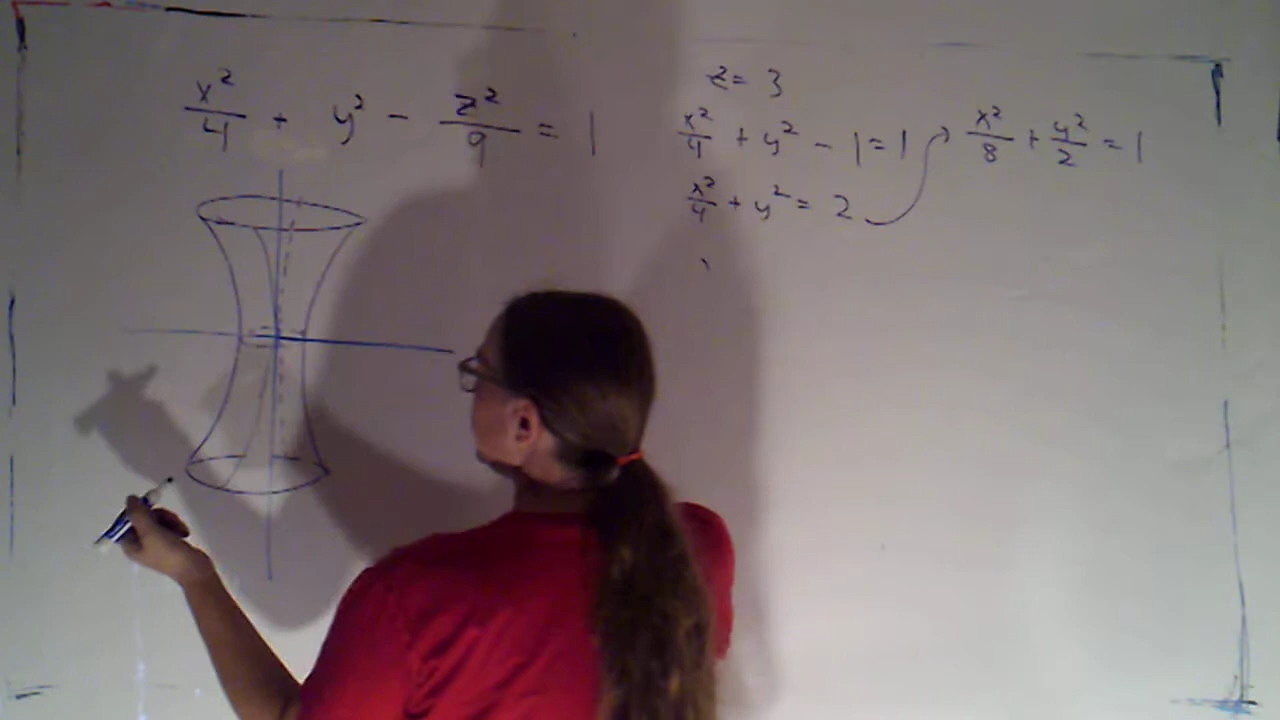 x²/4 + y² - z²/9 = 1
z = 3
x²/4 + y² - 1 = 1
x²/4 + y² = 2
x²/8 + y²/2 = 1